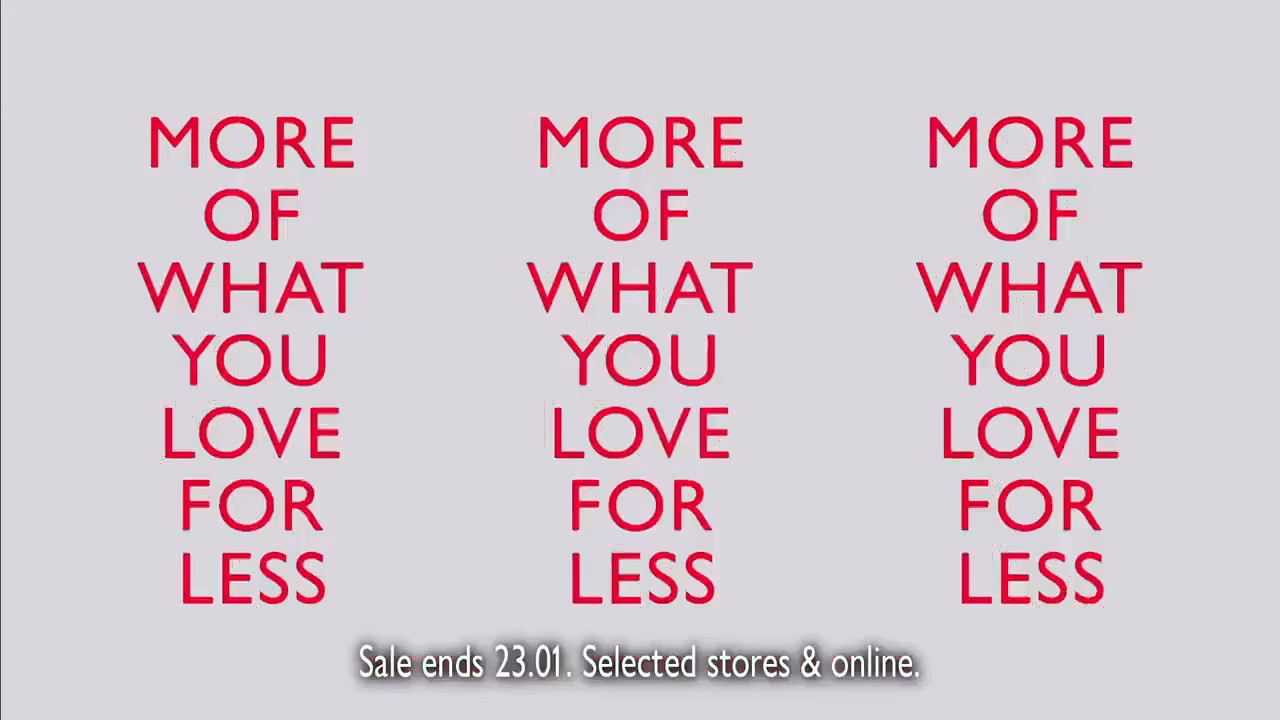 MORE
OF
WHAT
YOU
LOVE
FOR
LESS
MORE
OF
WHAT
YOU
LOVE
FOR
LESS
MORE
OF
WHAT
YOU
LOVE
FOR
LESS
Sale ends 23.01. Selected stores & online.